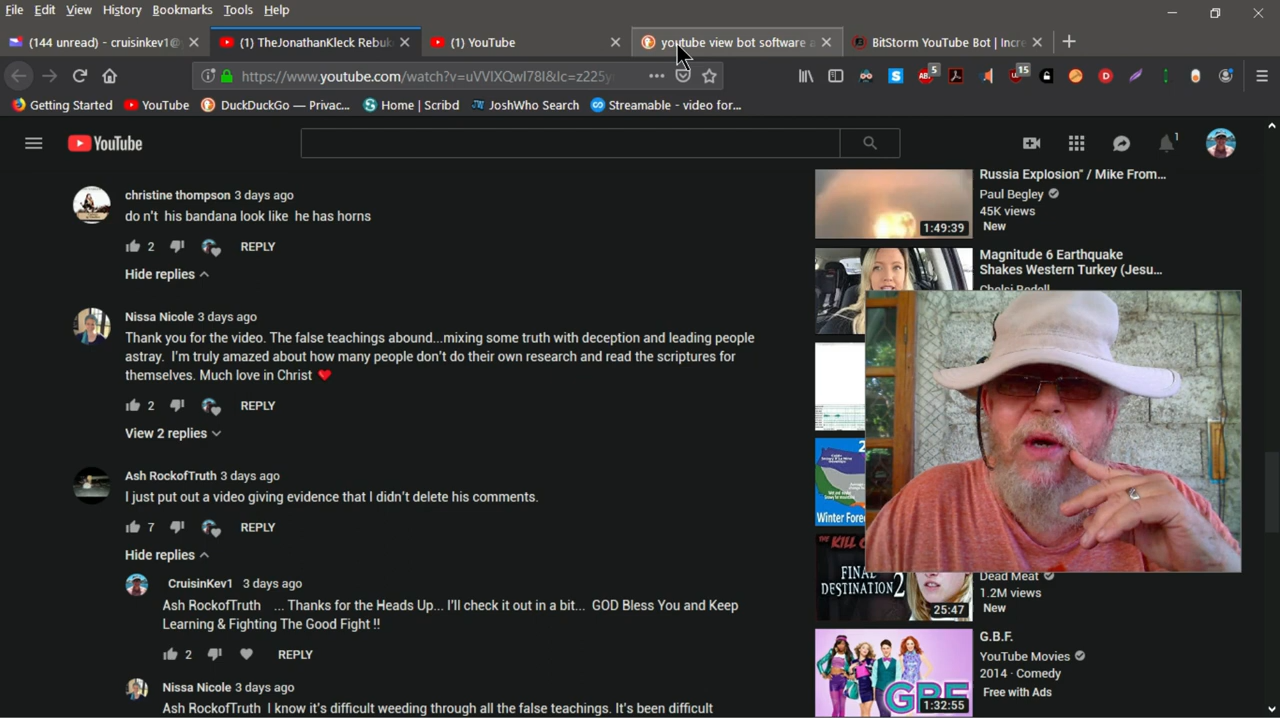 File Edit View History Bookmarks Tools Help
(144 unread) - cruisinkev1@
(1) TheJonathanKleck Rebuk
(1) YouTube
youtube view bot software a
BitStorm YouTube Bot | Incre
https://www.youtube.com/watch?v=uVVIXQwI78I&lc=z225y
5
15
Getting Started
YouTube
DuckDuckGo — Privac...
Home | Scribd
JoshWho Search
Streamable - video for...
YouTube
1
christine thompson 3 days ago
do n't his bandana look like he has horns
2 REPLY
Hide replies
Nissa Nicole 3 days ago
Thank you for the video. The false teachings abound...mixing some truth with deception and leading people
astray. I'm truly amazed about how many people don't do their own research and read the scriptures for
themselves. Much love in Christ ❤
2 REPLY
View 2 replies
Ash RockofTruth 3 days ago
I just put out a video giving evidence that I didn't delete his comments.
7 REPLY
Hide replies
CruisinKev1 3 days ago
Ash RockofTruth ... Thanks for the Heads Up... I'll check it out in a bit... GOD Bless You and Keep
Learning & Fighting The Good Fight !!
2 REPLY
Nissa Nicole 3 days ago
Ash RockofTruth I know it's difficult weeding through all the false teachings. It's been difficult
Russia Explosion" / Mike From...
Paul Begley
45K views
New
1:49:39
Magnitude 6 Earthquake
Shakes Western Turkey (Jesu...
Chelsi Bedell
2
Winter Fore
THE KILL CO
FINAL
DESTINATION 2
25:47
Dead Meat
1.2M views
New
GBF
1:32:55
G.B.F.
YouTube Movies
2014 · Comedy
Free with Ads